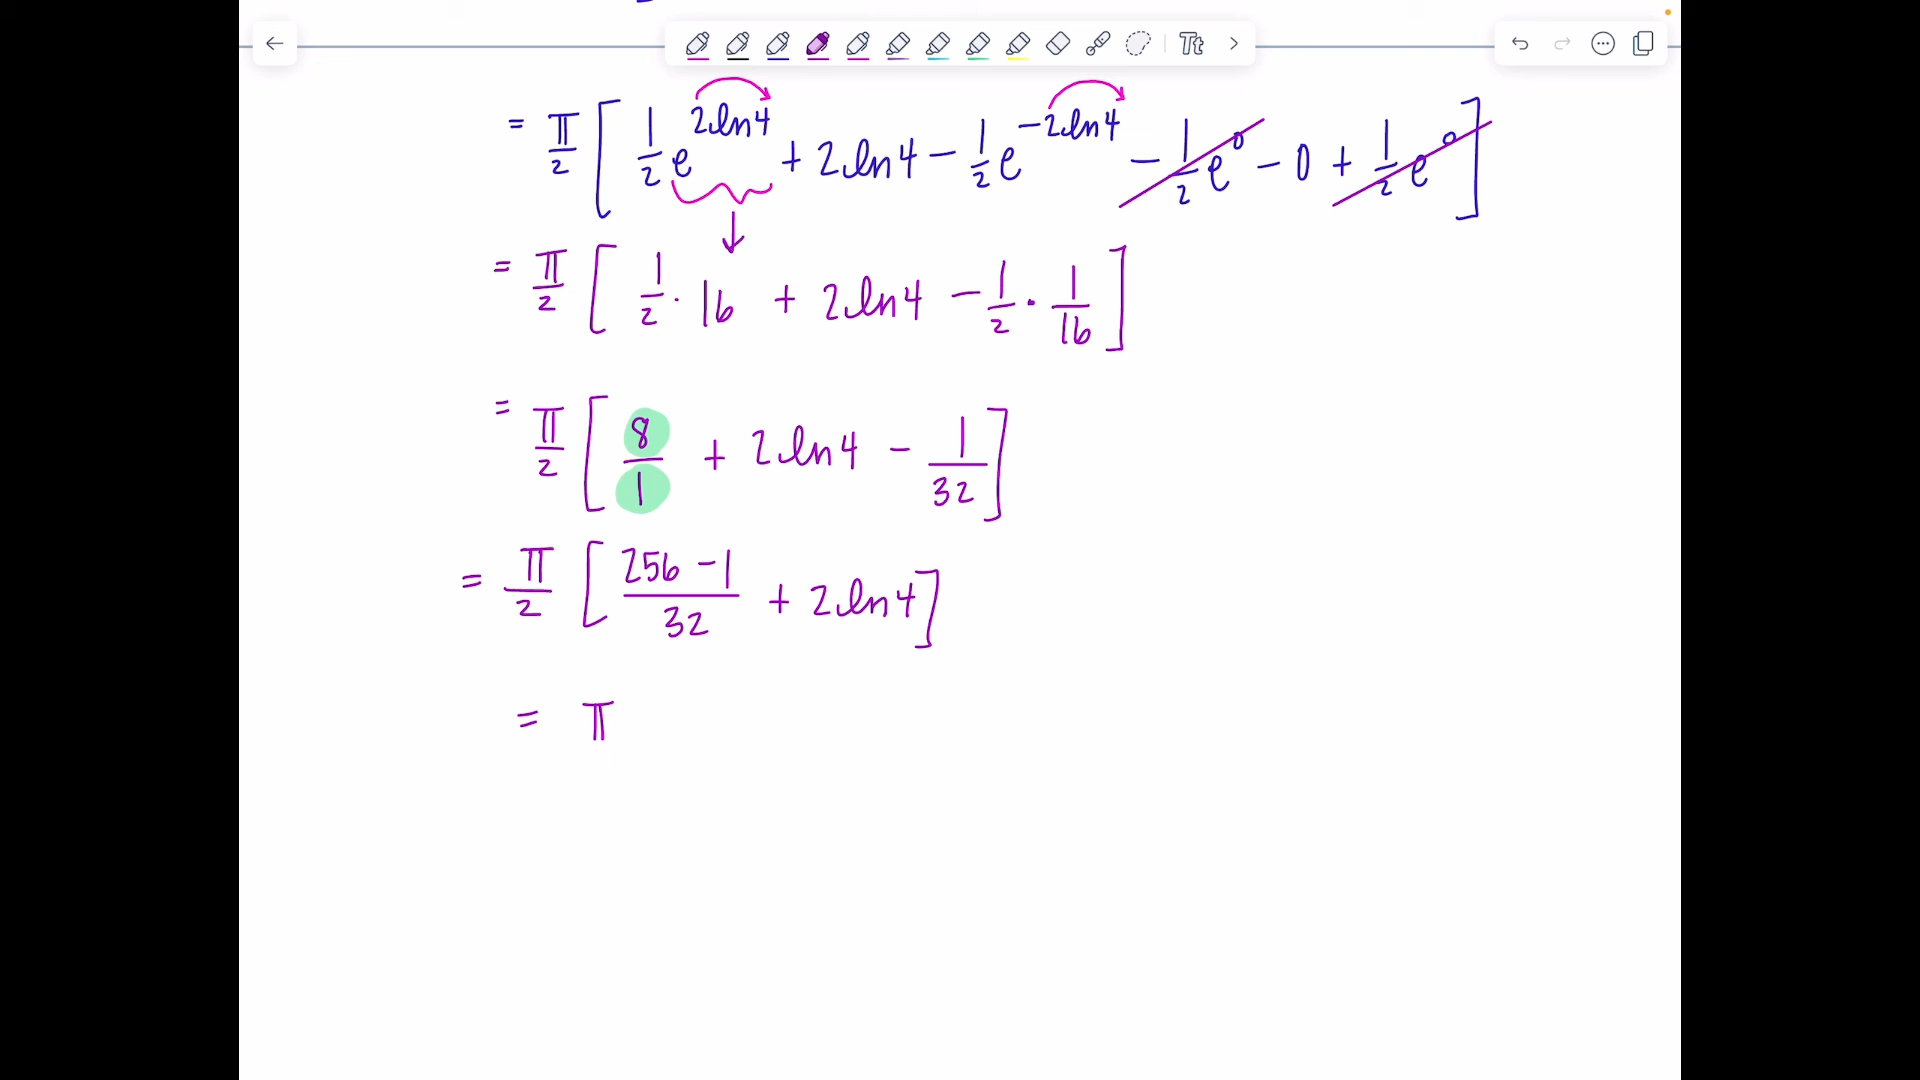 Tt
= π/2 [ 1/2 e^(2ln4) + 2ln4 - 1/2 e^(-2ln4) - 1/2 e^0 - 0 + 1/2 e^0 ]
= π/2 [ 1/2 · 16 + 2ln4 - 1/2 · 1/16 ]
= π/2 [ 8/1 + 2ln4 - 1/32 ]
= π/2 [ (256 - 1)/32 + 2ln4 ]
= π